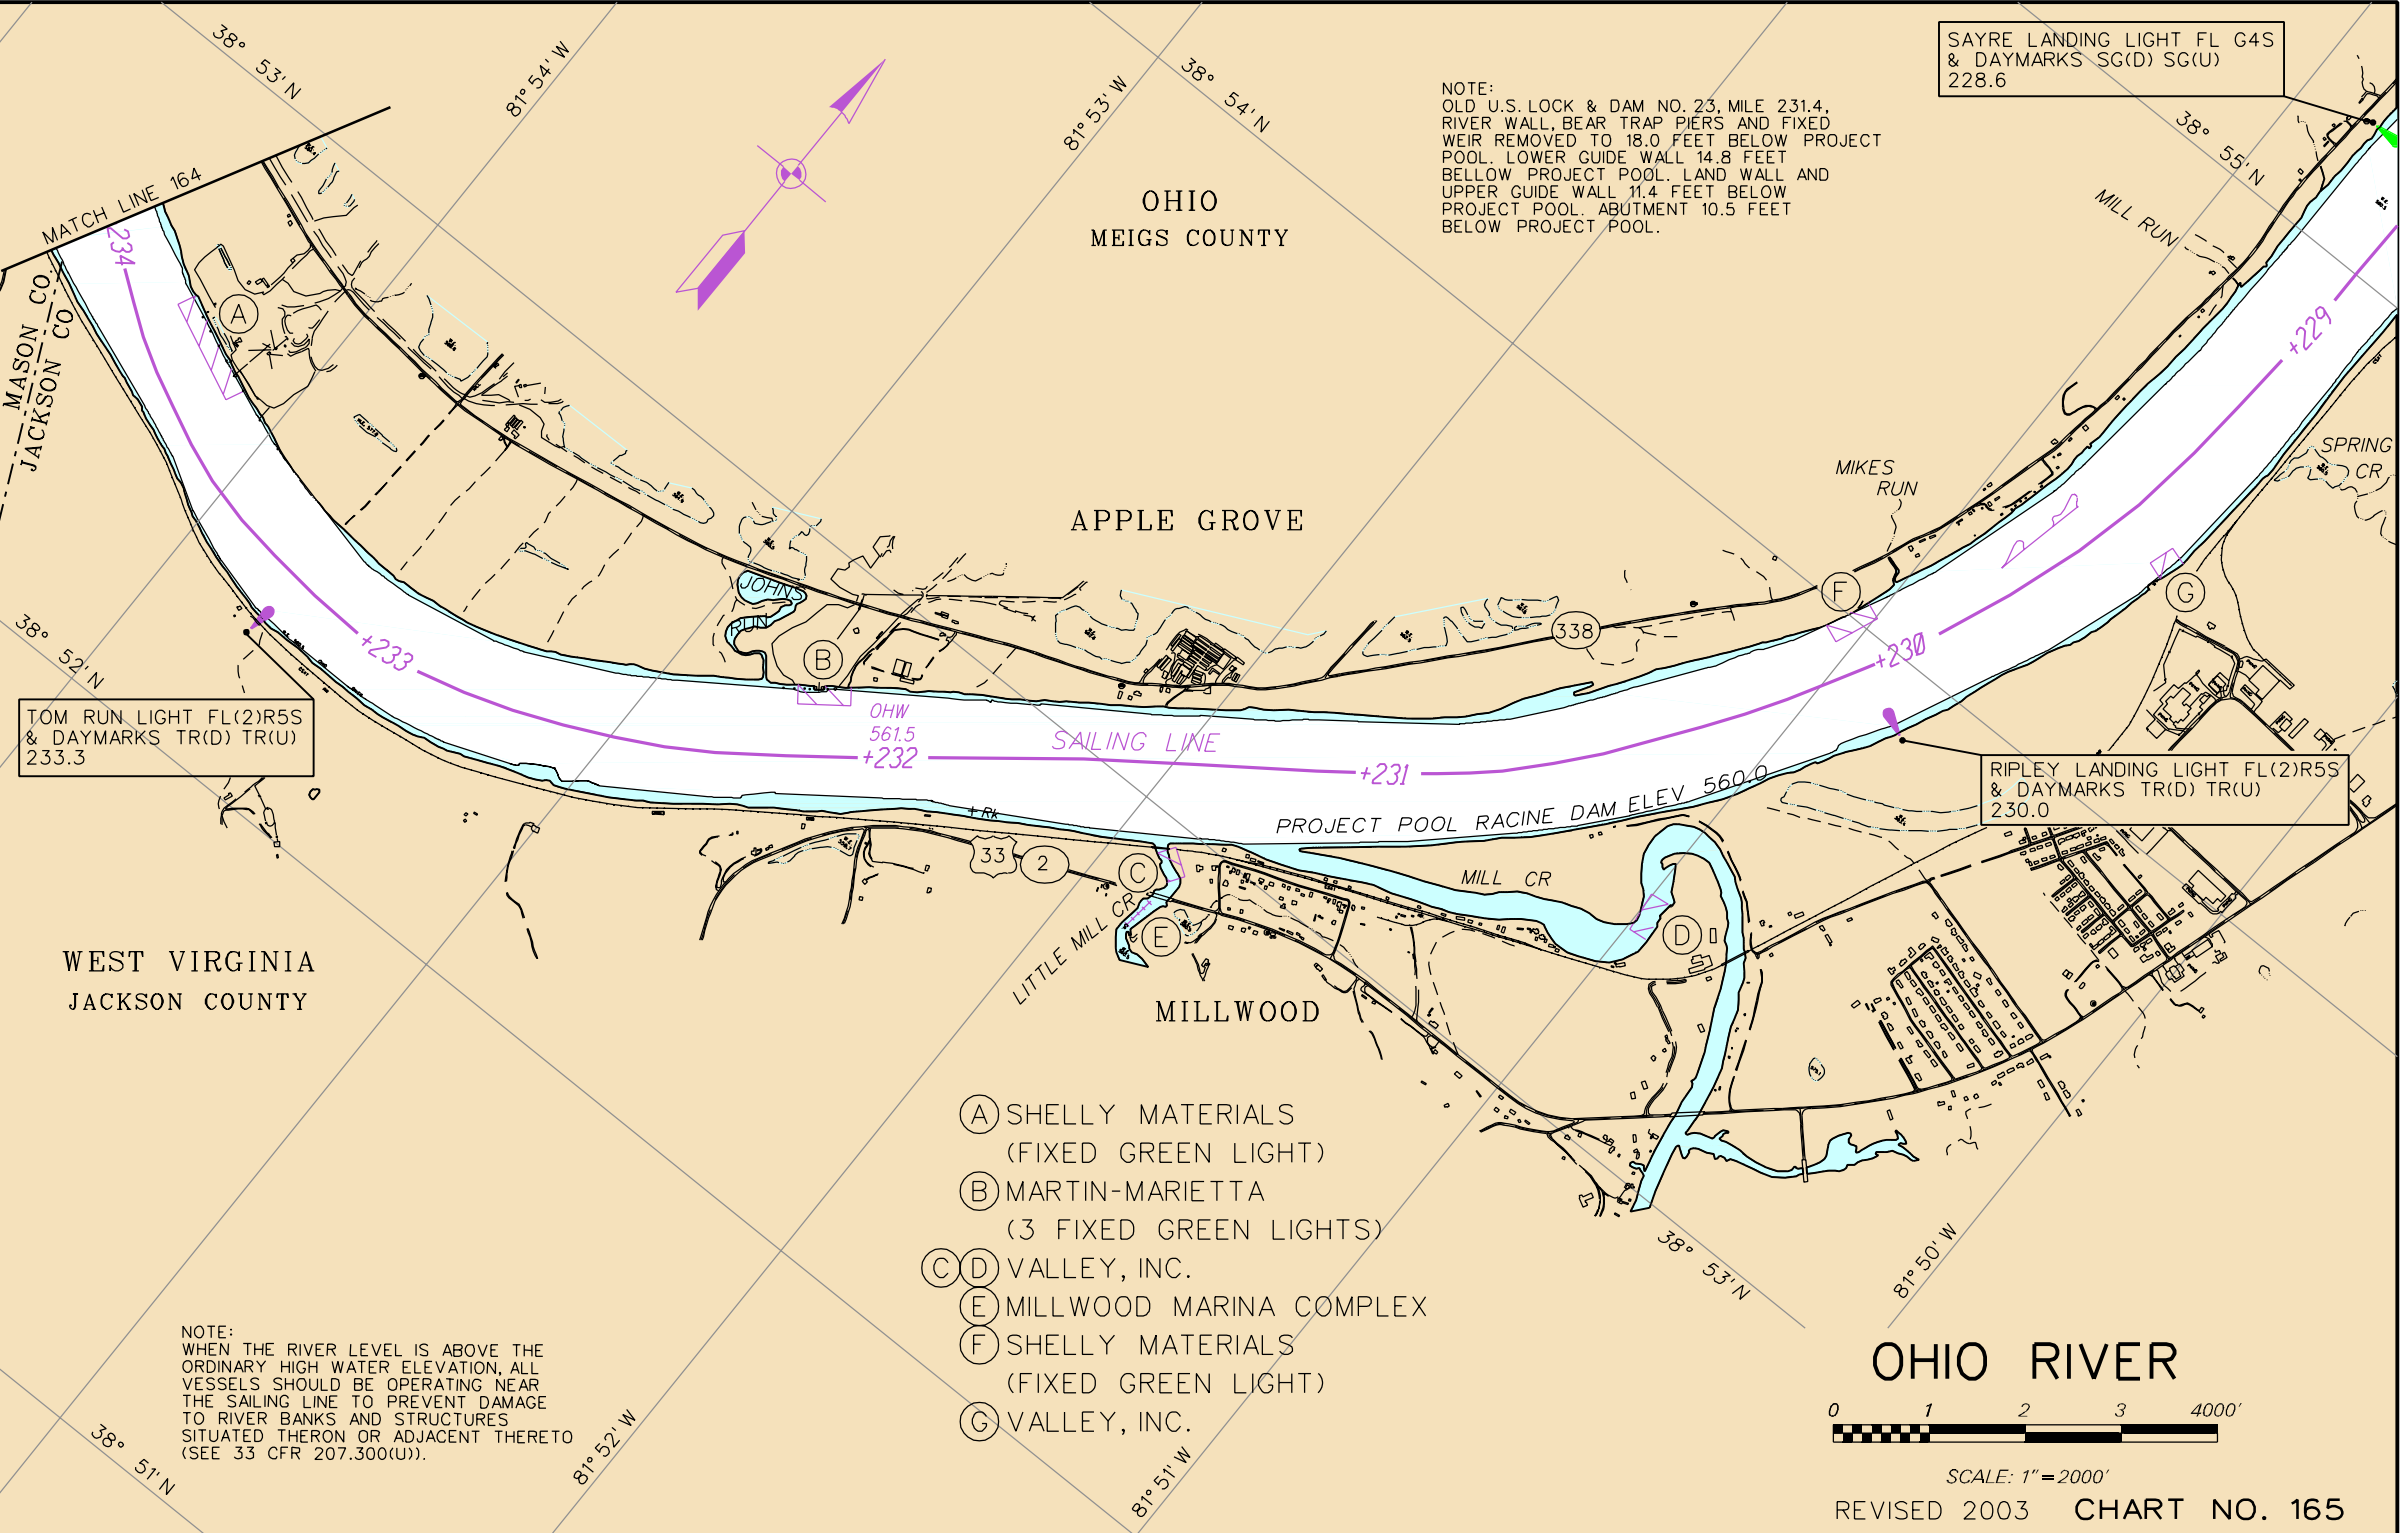 SAYRE LANDING LIGHT FL G4S
& DAYMARKS SG(D) SG(U)
228.6
38° 53' N
81° 54' W
81° 53' W
38° 54' N
38° 55' N
NOTE:
OLD U.S. LOCK & DAM NO. 23, MILE 231.4,
RIVER WALL, BEAR TRAP PIERS AND FIXED
WEIR REMOVED TO 18.0 FEET BELOW PROJECT
POOL. LOWER GUIDE WALL 14.8 FEET
BELLOW PROJECT POOL. LAND WALL AND
UPPER GUIDE WALL 11.4 FEET BELOW
PROJECT POOL. ABUTMENT 10.5 FEET
BELOW PROJECT POOL.
MATCH LINE 164
OHIO
MEIGS COUNTY
MILL RUN
234
MASON CO.
JACKSON CO
A
+229
SPRING
CR
MIKES
RUN
APPLE GROVE
JOHNS
RUN
B
338
F
G
+233
+230
38° 52' N
TOM RUN LIGHT FL(2)R5S
& DAYMARKS TR(D) TR(U)
233.3
OHW
561.5
+232
SAILING LINE
+231
PROJECT POOL RACINE DAM ELEV 560.0
RIPLEY LANDING LIGHT FL(2)R5S
& DAYMARKS TR(D) TR(U)
230.0
+ Rk
33
2
C
MILL CR
LITTLE MILL CR
E
D
WEST VIRGINIA
JACKSON COUNTY
MILLWOOD
A SHELLY MATERIALS
(FIXED GREEN LIGHT)
B MARTIN-MARIETTA
(3 FIXED GREEN LIGHTS)
C D VALLEY, INC.
E MILLWOOD MARINA COMPLEX
F SHELLY MATERIALS
(FIXED GREEN LIGHT)
G VALLEY, INC.
38° 53' N
81° 50' W
NOTE:
WHEN THE RIVER LEVEL IS ABOVE THE
ORDINARY HIGH WATER ELEVATION, ALL
VESSELS SHOULD BE OPERATING NEAR
THE SAILING LINE TO PREVENT DAMAGE
TO RIVER BANKS AND STRUCTURES
SITUATED THERON OR ADJACENT THERETO
(SEE 33 CFR 207.300(U)).
38° 51' N
81° 52' W
81° 51' W
OHIO RIVER
0 1 2 3 4000'
SCALE: 1"=2000'
REVISED 2003 CHART NO. 165